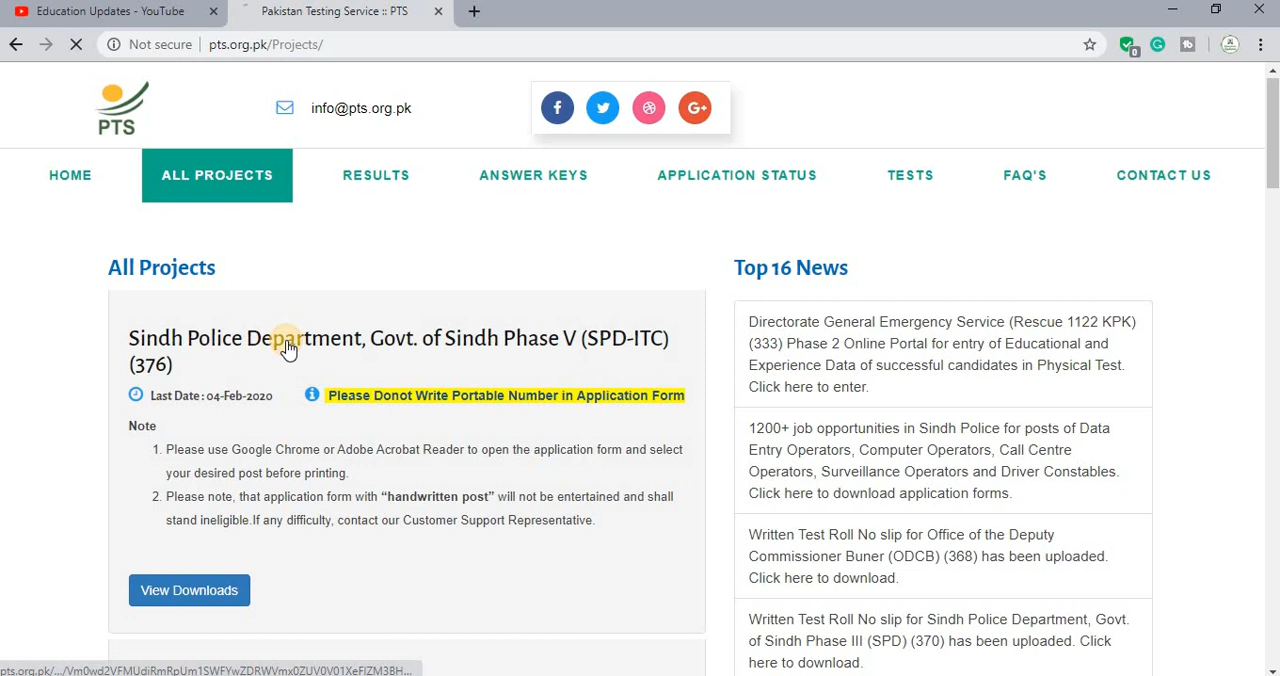 Education Updates - YouTube
Pakistan Testing Service :: PTS
Not secure
pts.org.pk/Projects/
0
PTS
info@pts.org.pk
HOME
ALL PROJECTS
RESULTS
ANSWER KEYS
APPLICATION STATUS
TESTS
FAQ'S
CONTACT US
All Projects
Sindh Police Department, Govt. of Sindh Phase V (SPD-ITC)
(376)
Last Date : 04-Feb-2020
Please Donot Write Portable Number in Application Form
Note
1. Please use Google Chrome or Adobe Acrobat Reader to open the application form and select
your desired post before printing.
2. Please note, that application form with “handwritten post” will not be entertained and shall
stand ineligible.If any difficulty, contact our Customer Support Representative.
View Downloads
Top 16 News
Directorate General Emergency Service (Rescue 1122 KPK)
(333) Phase 2 Online Portal for entry of Educational and
Experience Data of successful candidates in Physical Test.
Click here to enter.
1200+ job opportunities in Sindh Police for posts of Data
Entry Operators, Computer Operators, Call Centre
Operators, Surveillance Operators and Driver Constables.
Click here to download application forms.
Written Test Roll No slip for Office of the Deputy
Commissioner Buner (ODCB) (368) has been uploaded.
Click here to download.
Written Test Roll No slip for Sindh Police Department, Govt.
of Sindh Phase III (SPD) (370) has been uploaded. Click
here to download.